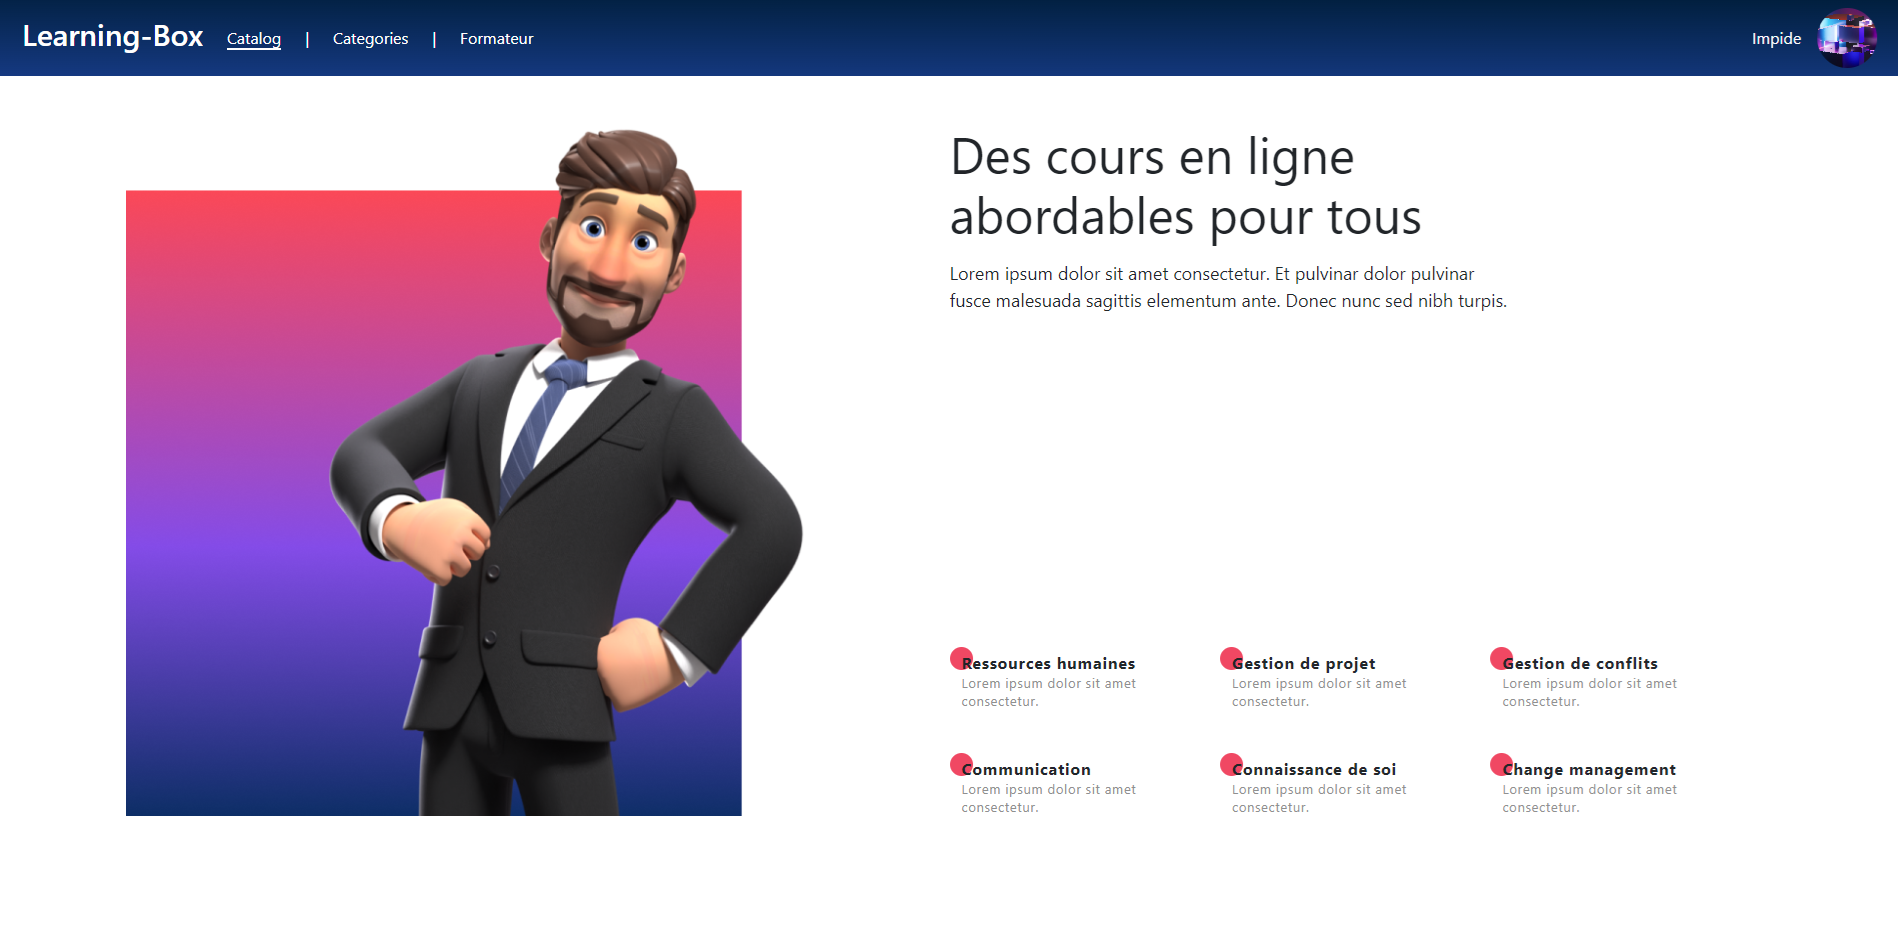 Learning-Box Catalog | Categories | Formateur Impide
Des cours en ligne
abordables pour tous
Lorem ipsum dolor sit amet consectetur. Et pulvinar dolor pulvinar
fusce malesuada sagittis elementum ante. Donec nunc sed nibh turpis.
Ressources humaines
Lorem ipsum dolor sit amet
consectetur.
Gestion de projet
Lorem ipsum dolor sit amet
consectetur.
Gestion de conflits
Lorem ipsum dolor sit amet
consectetur.
Communication
Lorem ipsum dolor sit amet
consectetur.
Connaissance de soi
Lorem ipsum dolor sit amet
consectetur.
Change management
Lorem ipsum dolor sit amet
consectetur.